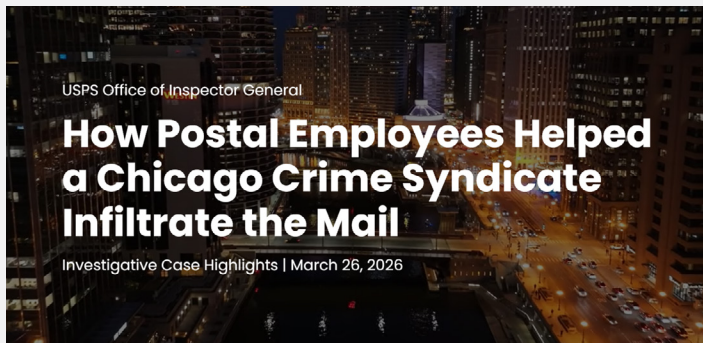 USPS Office of Inspector General
How Postal Employees Helped
a Chicago Crime Syndicate
Infiltrate the Mail
Investigative Case Highlights | March 26, 2026